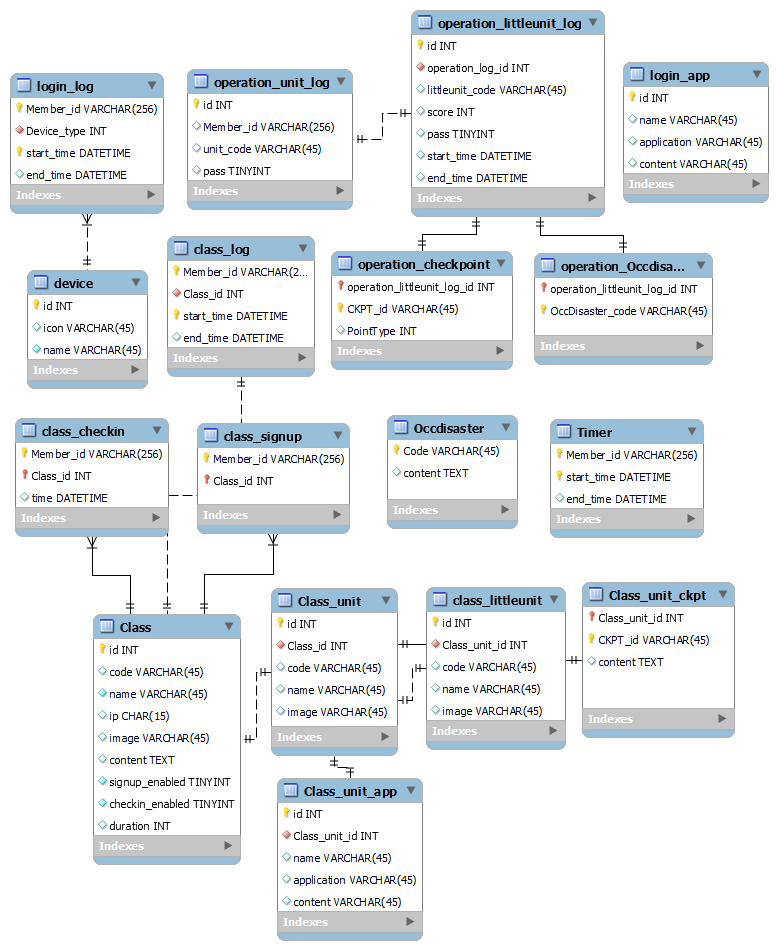 operation_littleunit_log
id INT
operation_log_id INT
littleunit_code VARCHAR(45)
score INT
pass TINYINT
start_time DATETIME
end_time DATETIME
Indexes
login_log
Member_id VARCHAR(256)
Device_type INT
start_time DATETIME
end_time DATETIME
Indexes
operation_unit_log
id INT
Member_id VARCHAR(256)
unit_code VARCHAR(45)
pass TINYINT
Indexes
login_app
id INT
name VARCHAR(45)
application VARCHAR(45)
content VARCHAR(45)
Indexes
device
id INT
icon VARCHAR(45)
name VARCHAR(45)
Indexes
class_log
Member_id VARCHAR(2...
Class_id INT
start_time DATETIME
end_time DATETIME
Indexes
operation_checkpoint
operation_littleunit_log_id INT
CKPT_id VARCHAR(45)
PointType INT
Indexes
operation_Occdisa...
operation_littleunit_log_id INT
OccDisaster_code VARCHAR(45)
Indexes
class_checkin
Member_id VARCHAR(256)
Class_id INT
time DATETIME
Indexes
class_signup
Member_id VARCHAR(256)
Class_id INT
Indexes
Occdisaster
Code VARCHAR(45)
content TEXT
Indexes
Timer
Member_id VARCHAR(256)
start_time DATETIME
end_time DATETIME
Indexes
Class
id INT
code VARCHAR(45)
name VARCHAR(45)
ip CHAR(15)
image VARCHAR(45)
content TEXT
signup_enabled TINYINT
checkin_enabled TINYINT
duration INT
Indexes
Class_unit
id INT
Class_id INT
code VARCHAR(45)
name VARCHAR(45)
image VARCHAR(45)
Indexes
class_littleunit
id INT
Class_unit_id INT
code VARCHAR(45)
name VARCHAR(45)
image VARCHAR(45)
Indexes
Class_unit_ckpt
Class_unit_id INT
CKPT_id VARCHAR(45)
content TEXT
Indexes
Class_unit_app
id INT
Class_unit_id INT
name VARCHAR(45)
application VARCHAR(45)
content VARCHAR(45)
Indexes